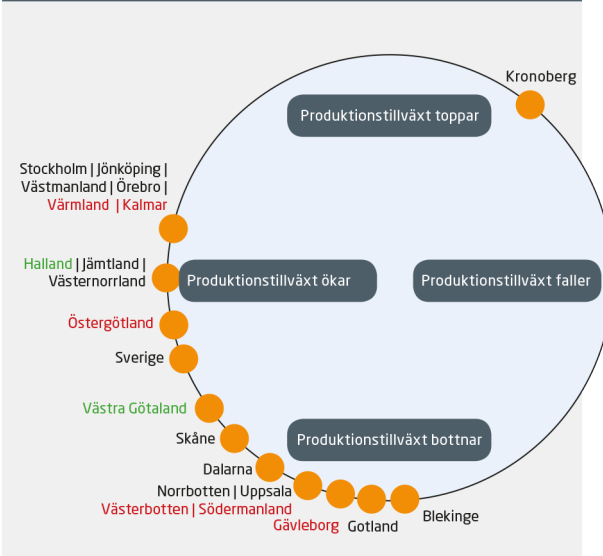 Kronoberg
Produktionstillväxt toppar
Stockholm | Jönköping |
Västmanland | Örebro |
Värmland | Kalmar
Halland | Jämtland |
Västernorrland
Produktionstillväxt ökar
Produktionstillväxt faller
Östergötland
Sverige
Västra Götaland
Skåne
Produktionstillväxt bottnar
Dalarna
Norrbotten | Uppsala
Västerbotten | Södermanland
Gävleborg
Gotland
Blekinge